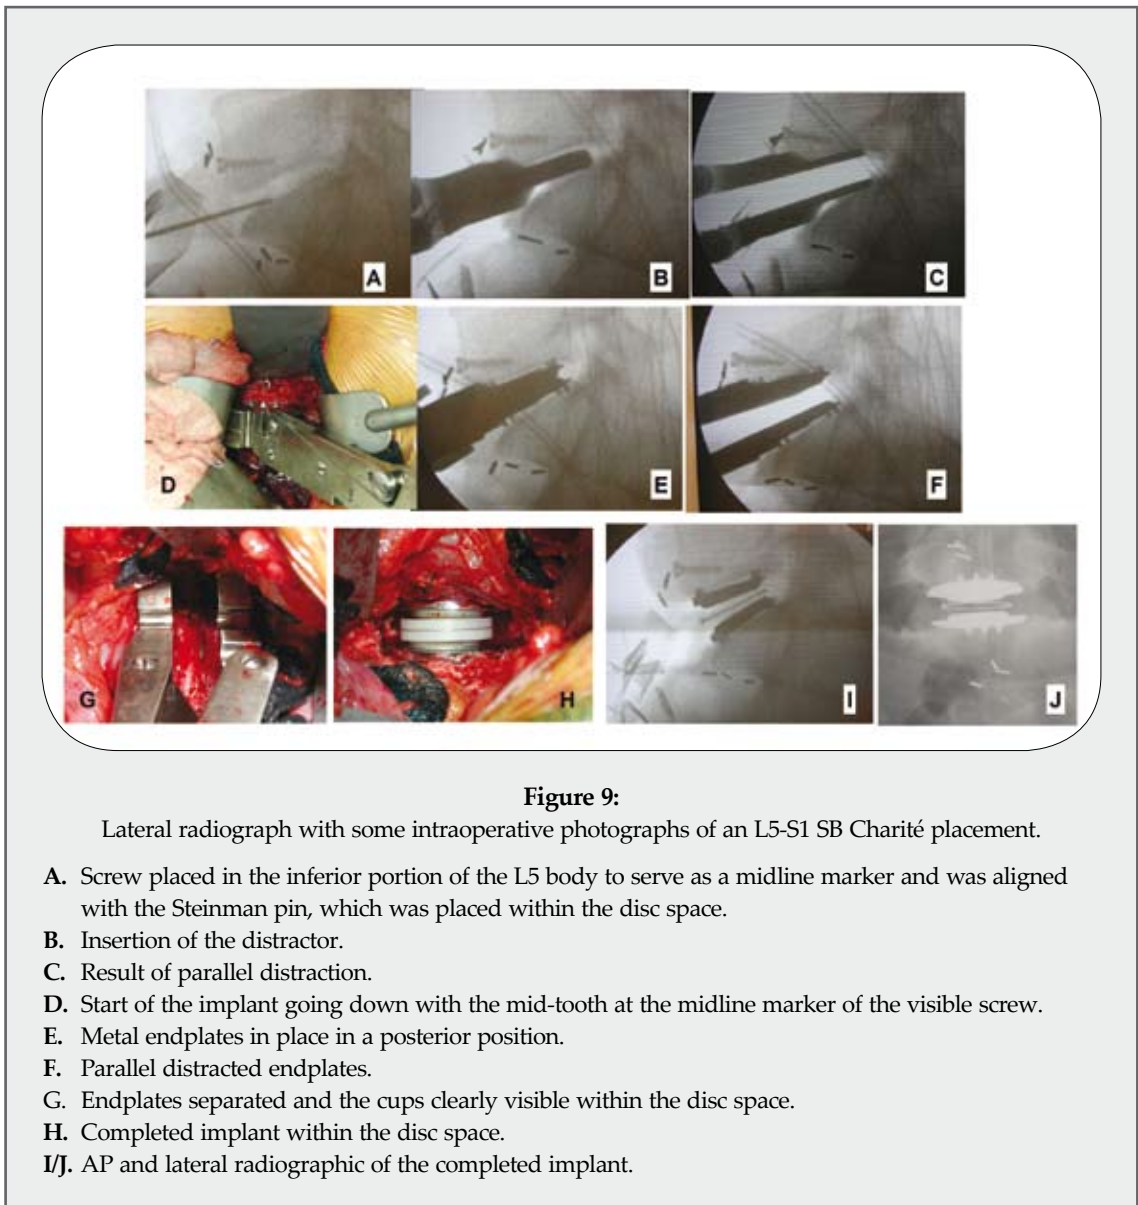 A
B
C
D
E
F
G
H
I
J
Figure 9:
Lateral radiograph with some intraoperative photographs of an L5-S1 SB Charité placement.
A. Screw placed in the inferior portion of the L5 body to serve as a midline marker and was aligned
with the Steinman pin, which was placed within the disc space.
B. Insertion of the distractor.
C. Result of parallel distraction.
D. Start of the implant going down with the mid-tooth at the midline marker of the visible screw.
E. Metal endplates in place in a posterior position.
F. Parallel distracted endplates.
G. Endplates separated and the cups clearly visible within the disc space.
H. Completed implant within the disc space.
I/J. AP and lateral radiographic of the completed implant.